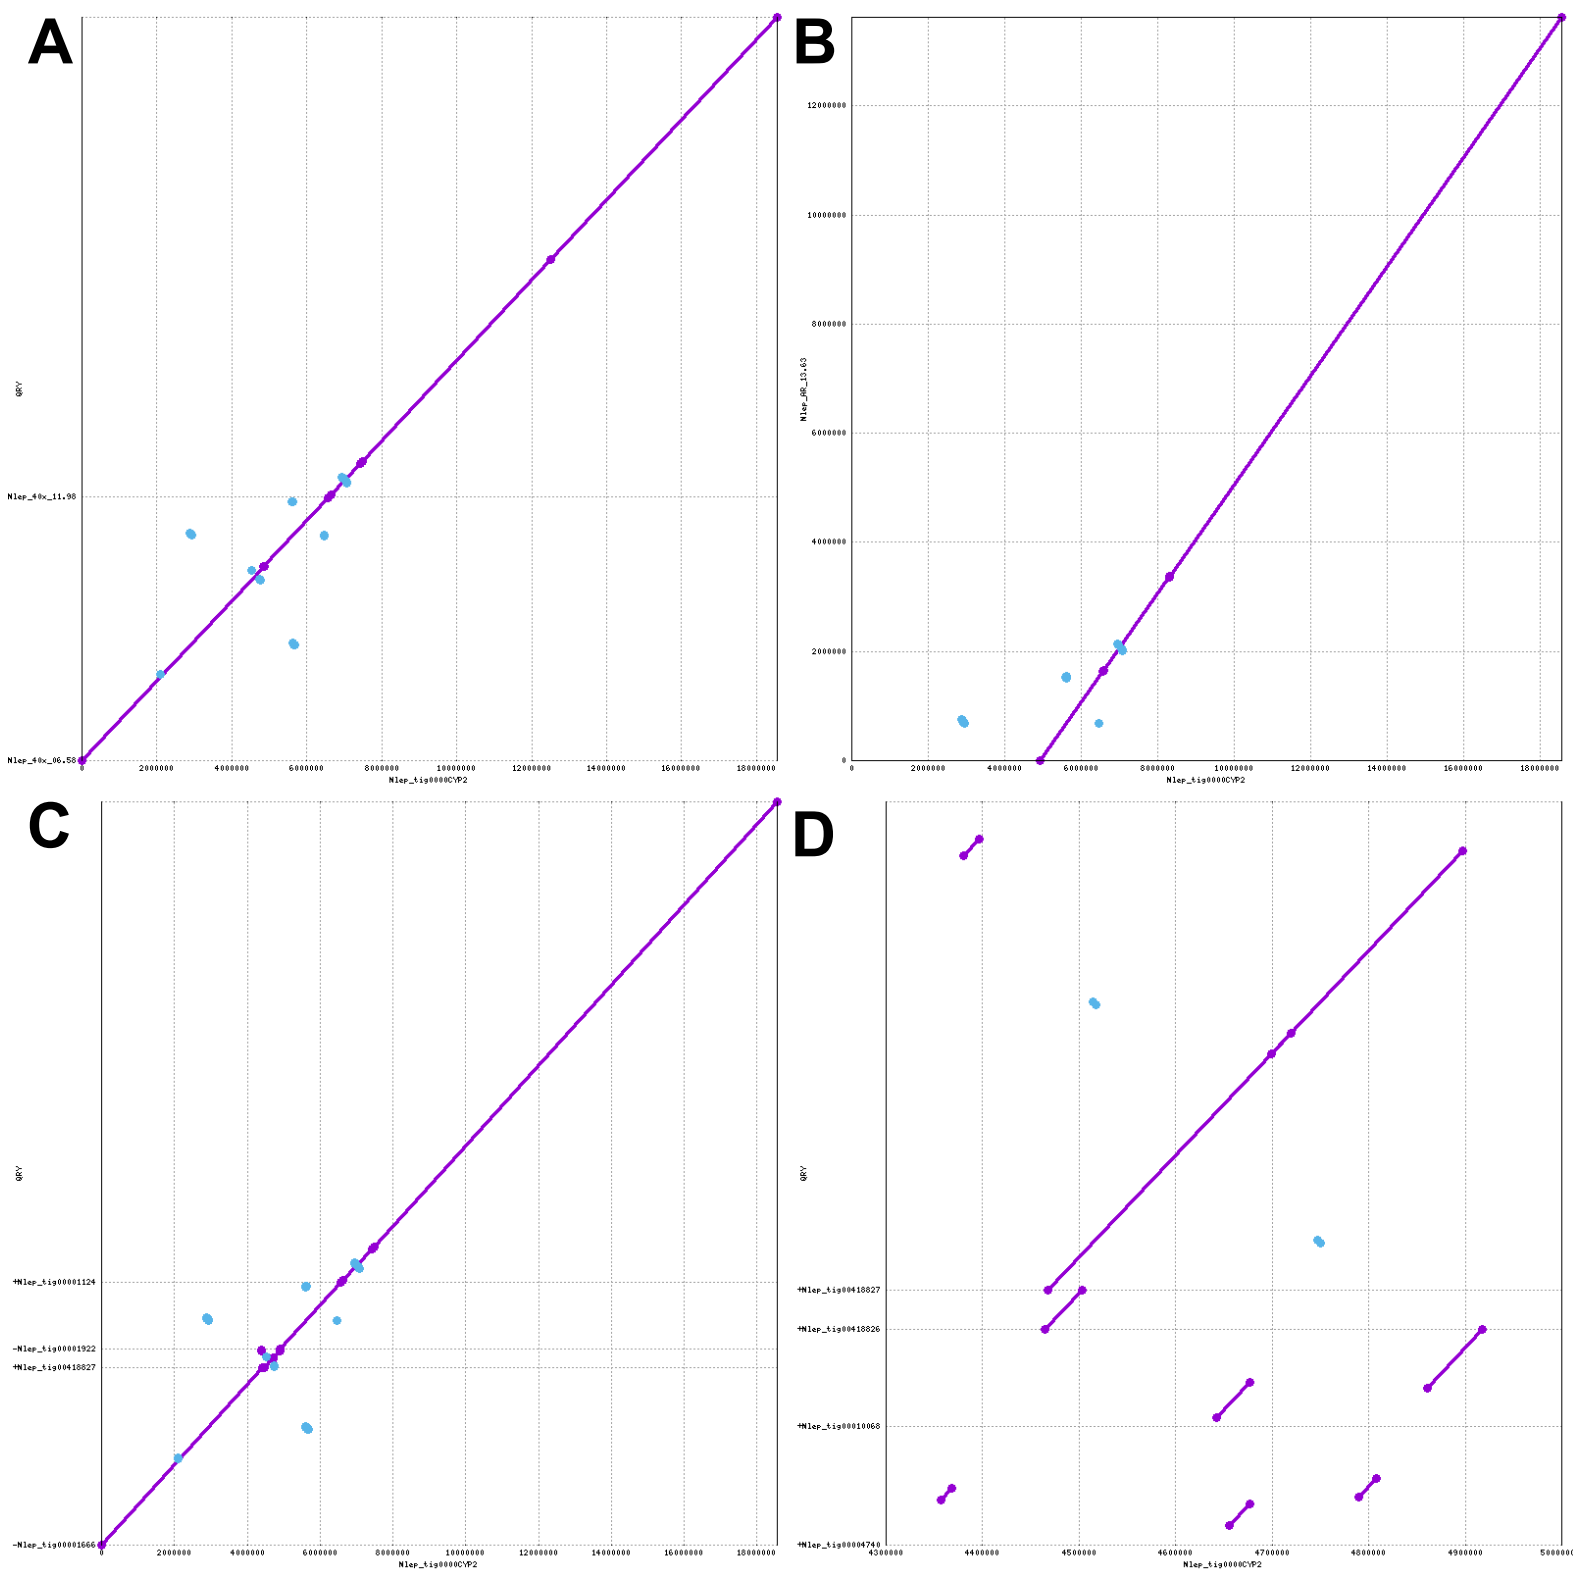 A
QRY
Nlep_40x_11.98
Nlep_40x_06.58
0 2000000 4000000 6000000 8000000 10000000 12000000 14000000 16000000 18000000
Nlep_tig0000CYP2
B
12000000
10000000
8000000
Nlep_AR_13.63
6000000
4000000
2000000
0
0 2000000 4000000 6000000 8000000 10000000 12000000 14000000 16000000 18000000
Nlep_tig0000CYP2
C
QRY
+Nlep_tig00001124
-Nlep_tig00001922
+Nlep_tig00418827
-Nlep_tig00001666
0 2000000 4000000 6000000 8000000 10000000 12000000 14000000 16000000 18000000
Nlep_tig0000CYP2
D
QRY
+Nlep_tig00418827
+Nlep_tig00418826
+Nlep_tig00010068
+Nlep_tig00004740
4300000 4400000 4500000 4600000 4700000 4800000 4900000 500000
Nlep_tig0000CYP2